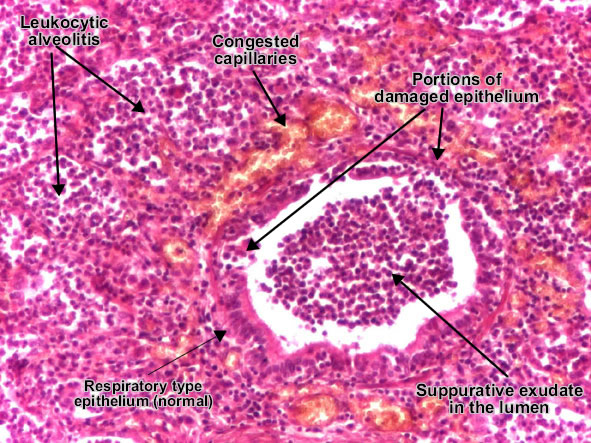 Leukocytic
alveolitis
Congested
capillaries
Portions of
damaged epithelium
Respiratory type
epithelium (normal)
Suppurative exudate
in the lumen